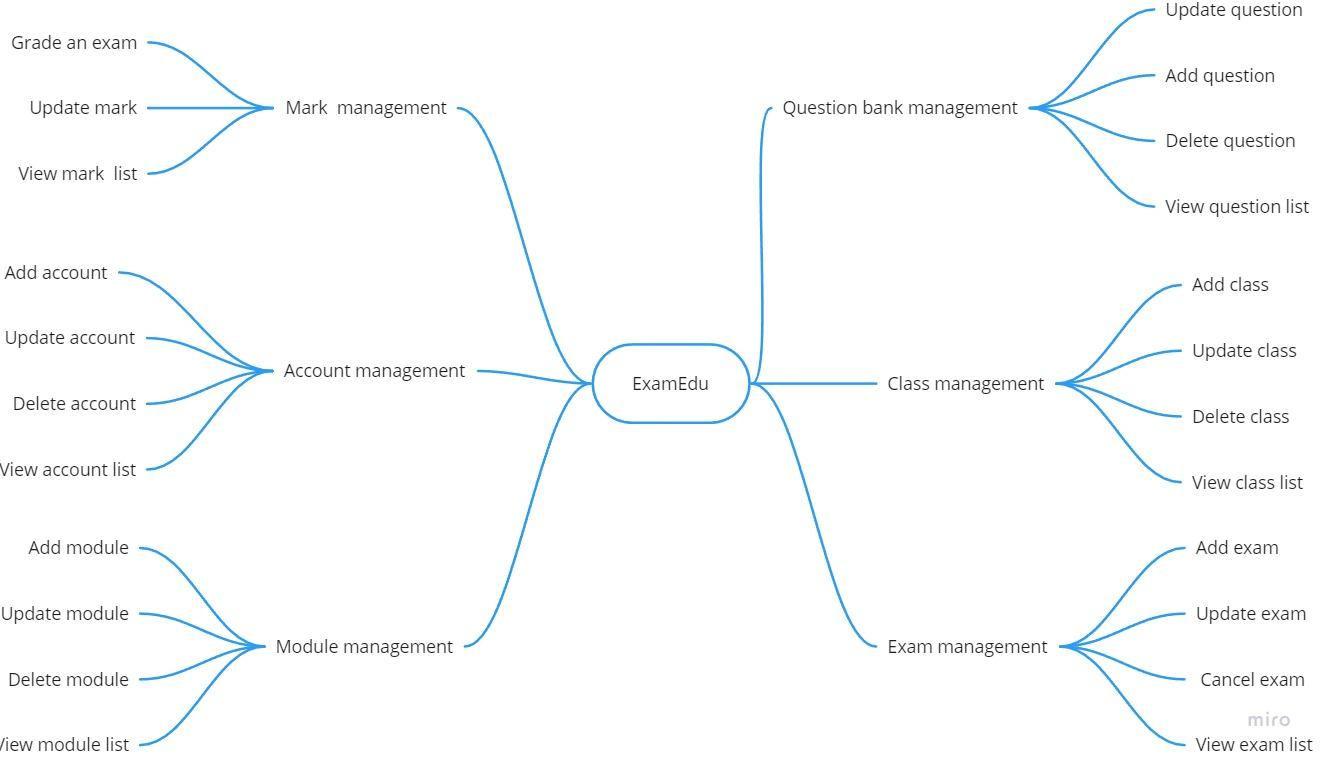 Grade an exam
Update mark
View mark list
Mark management
Add account
Update account
Delete account
View account list
Account management
Add module
Update module
Delete module
View module list
Module management
ExamEdu
Question bank management
Update question
Add question
Delete question
View question list
Class management
Add class
Update class
Delete class
View class list
Exam management
Add exam
Update exam
Cancel exam
View exam list
miro